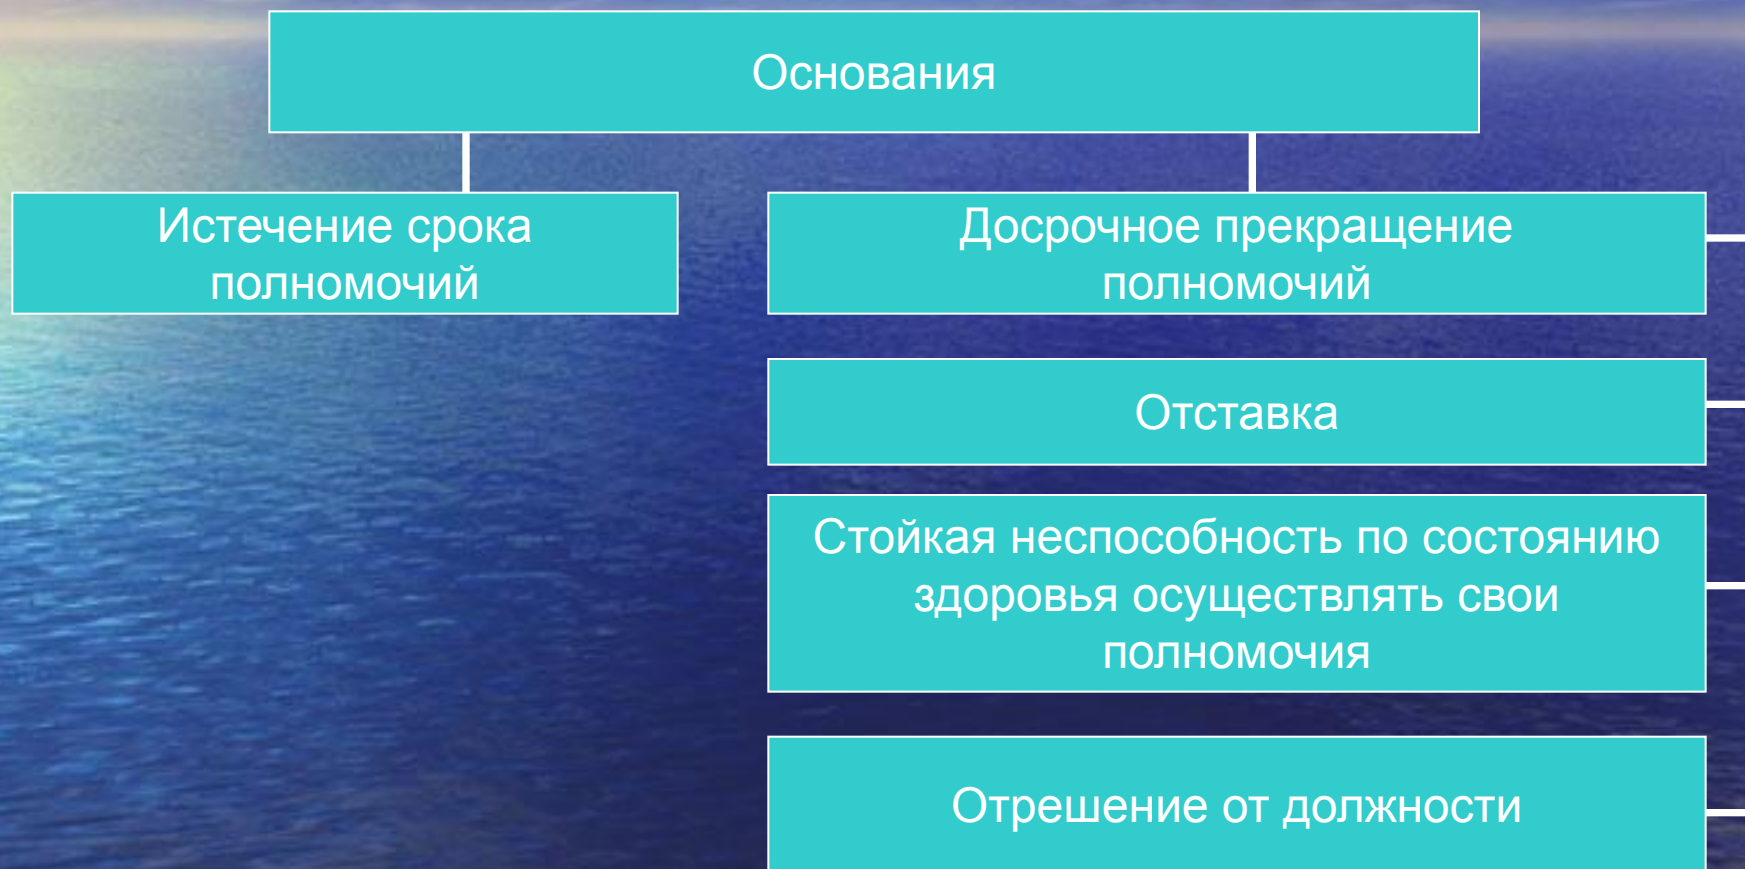 Основания
Истечение срока
полномочий
Досрочное прекращение
полномочий
Отставка
Стойкая неспособность по состоянию
здоровья осуществлять свои
полномочия
Отрешение от должности